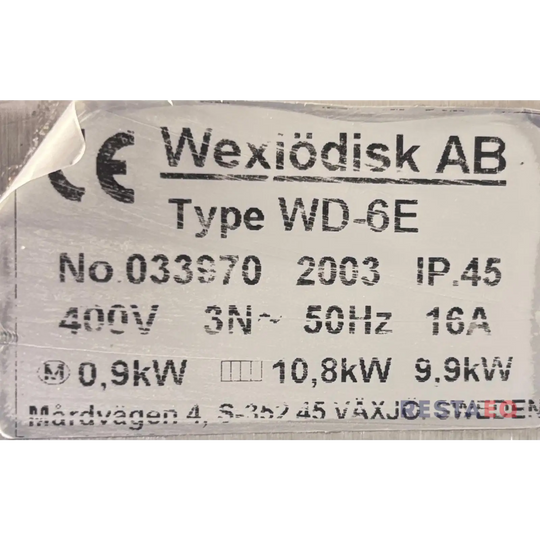 CE Wexiödisk AB
Type WD-6E
No.033970 2003 IP.45
400V 3N~ 50Hz 16A
M 0,9kW 10,8kW 9.9kW
Mårdvägen 4, S-352 45 VÄXJÖ, SWEDEN
RESTAEQ